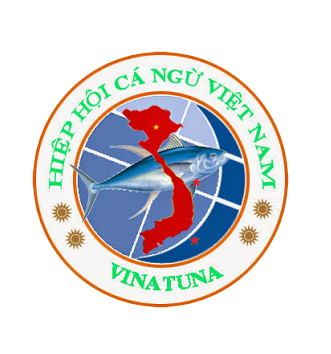 HIỆP HỘI CÁ NGỪ VIỆT NAM
VINATUNA